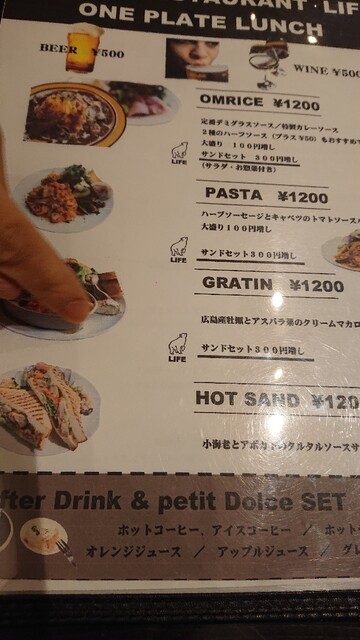 RESTAURANT LIF
ONE PLATE LUNCH
BEER ¥500
WINE ¥50
OMRICE ¥1200
定番デミグラスソース／特製カレーソース
2種のハーフソース（プラス¥50）もおすすめ
大盛り 100円増し
サンドセット 300円増し
（サラダ・お惣菜付き）
LIFE
PASTA ¥1200
ハーフソーセージとキャベツのトマトソース
大盛り100円増し
サンドセット300円増し
LIFE
GRATIN ¥1200
広島産牡蠣とアスパラ菜のクリームマカロ
サンドセット300円増し
LIFE
HOT SAND ¥120
小海老とアボカドのタルタルソースサ
fter Drink & petit Dolce SET
ホットコーヒー、アイスコーヒー ／ ホット
オレンジジュース ／ アップルジュース ／ グレ